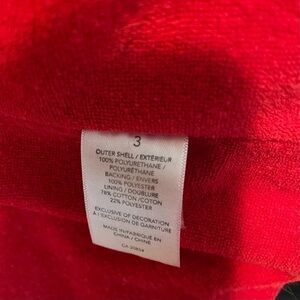 3
OUTER SHELL / EXTÉRIEUR
100% POLYURETHANE /
POLYURÉTHANE
BACKING / ENVERS
100% POLYESTER
LINING / DOUBLURE
78% COTTON/COTON
22% POLYESTER
EXCLUSIVE OF DECORATION
À L'EXCLUSION DE GARNITURE
MADE IN/FABRIQUÉ EN
CHINA / CHINE